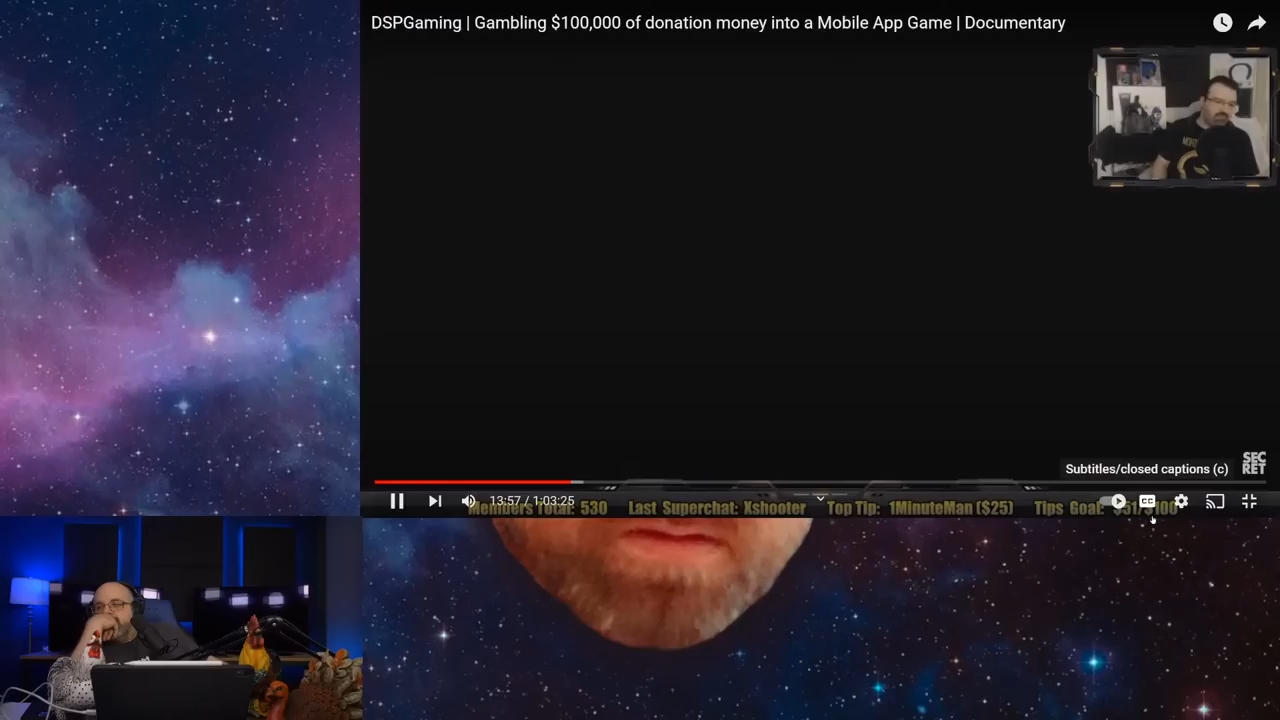 DSPGaming | Gambling $100,000 of donation money into a Mobile App Game | Documentary
SEC
RET
Subtitles/closed captions (c)
13:57 / 1:03:25
Members Total: 530 Last Superchat: Xshooter Top Tip: 1MinuteMan ($25) Tips Goal: